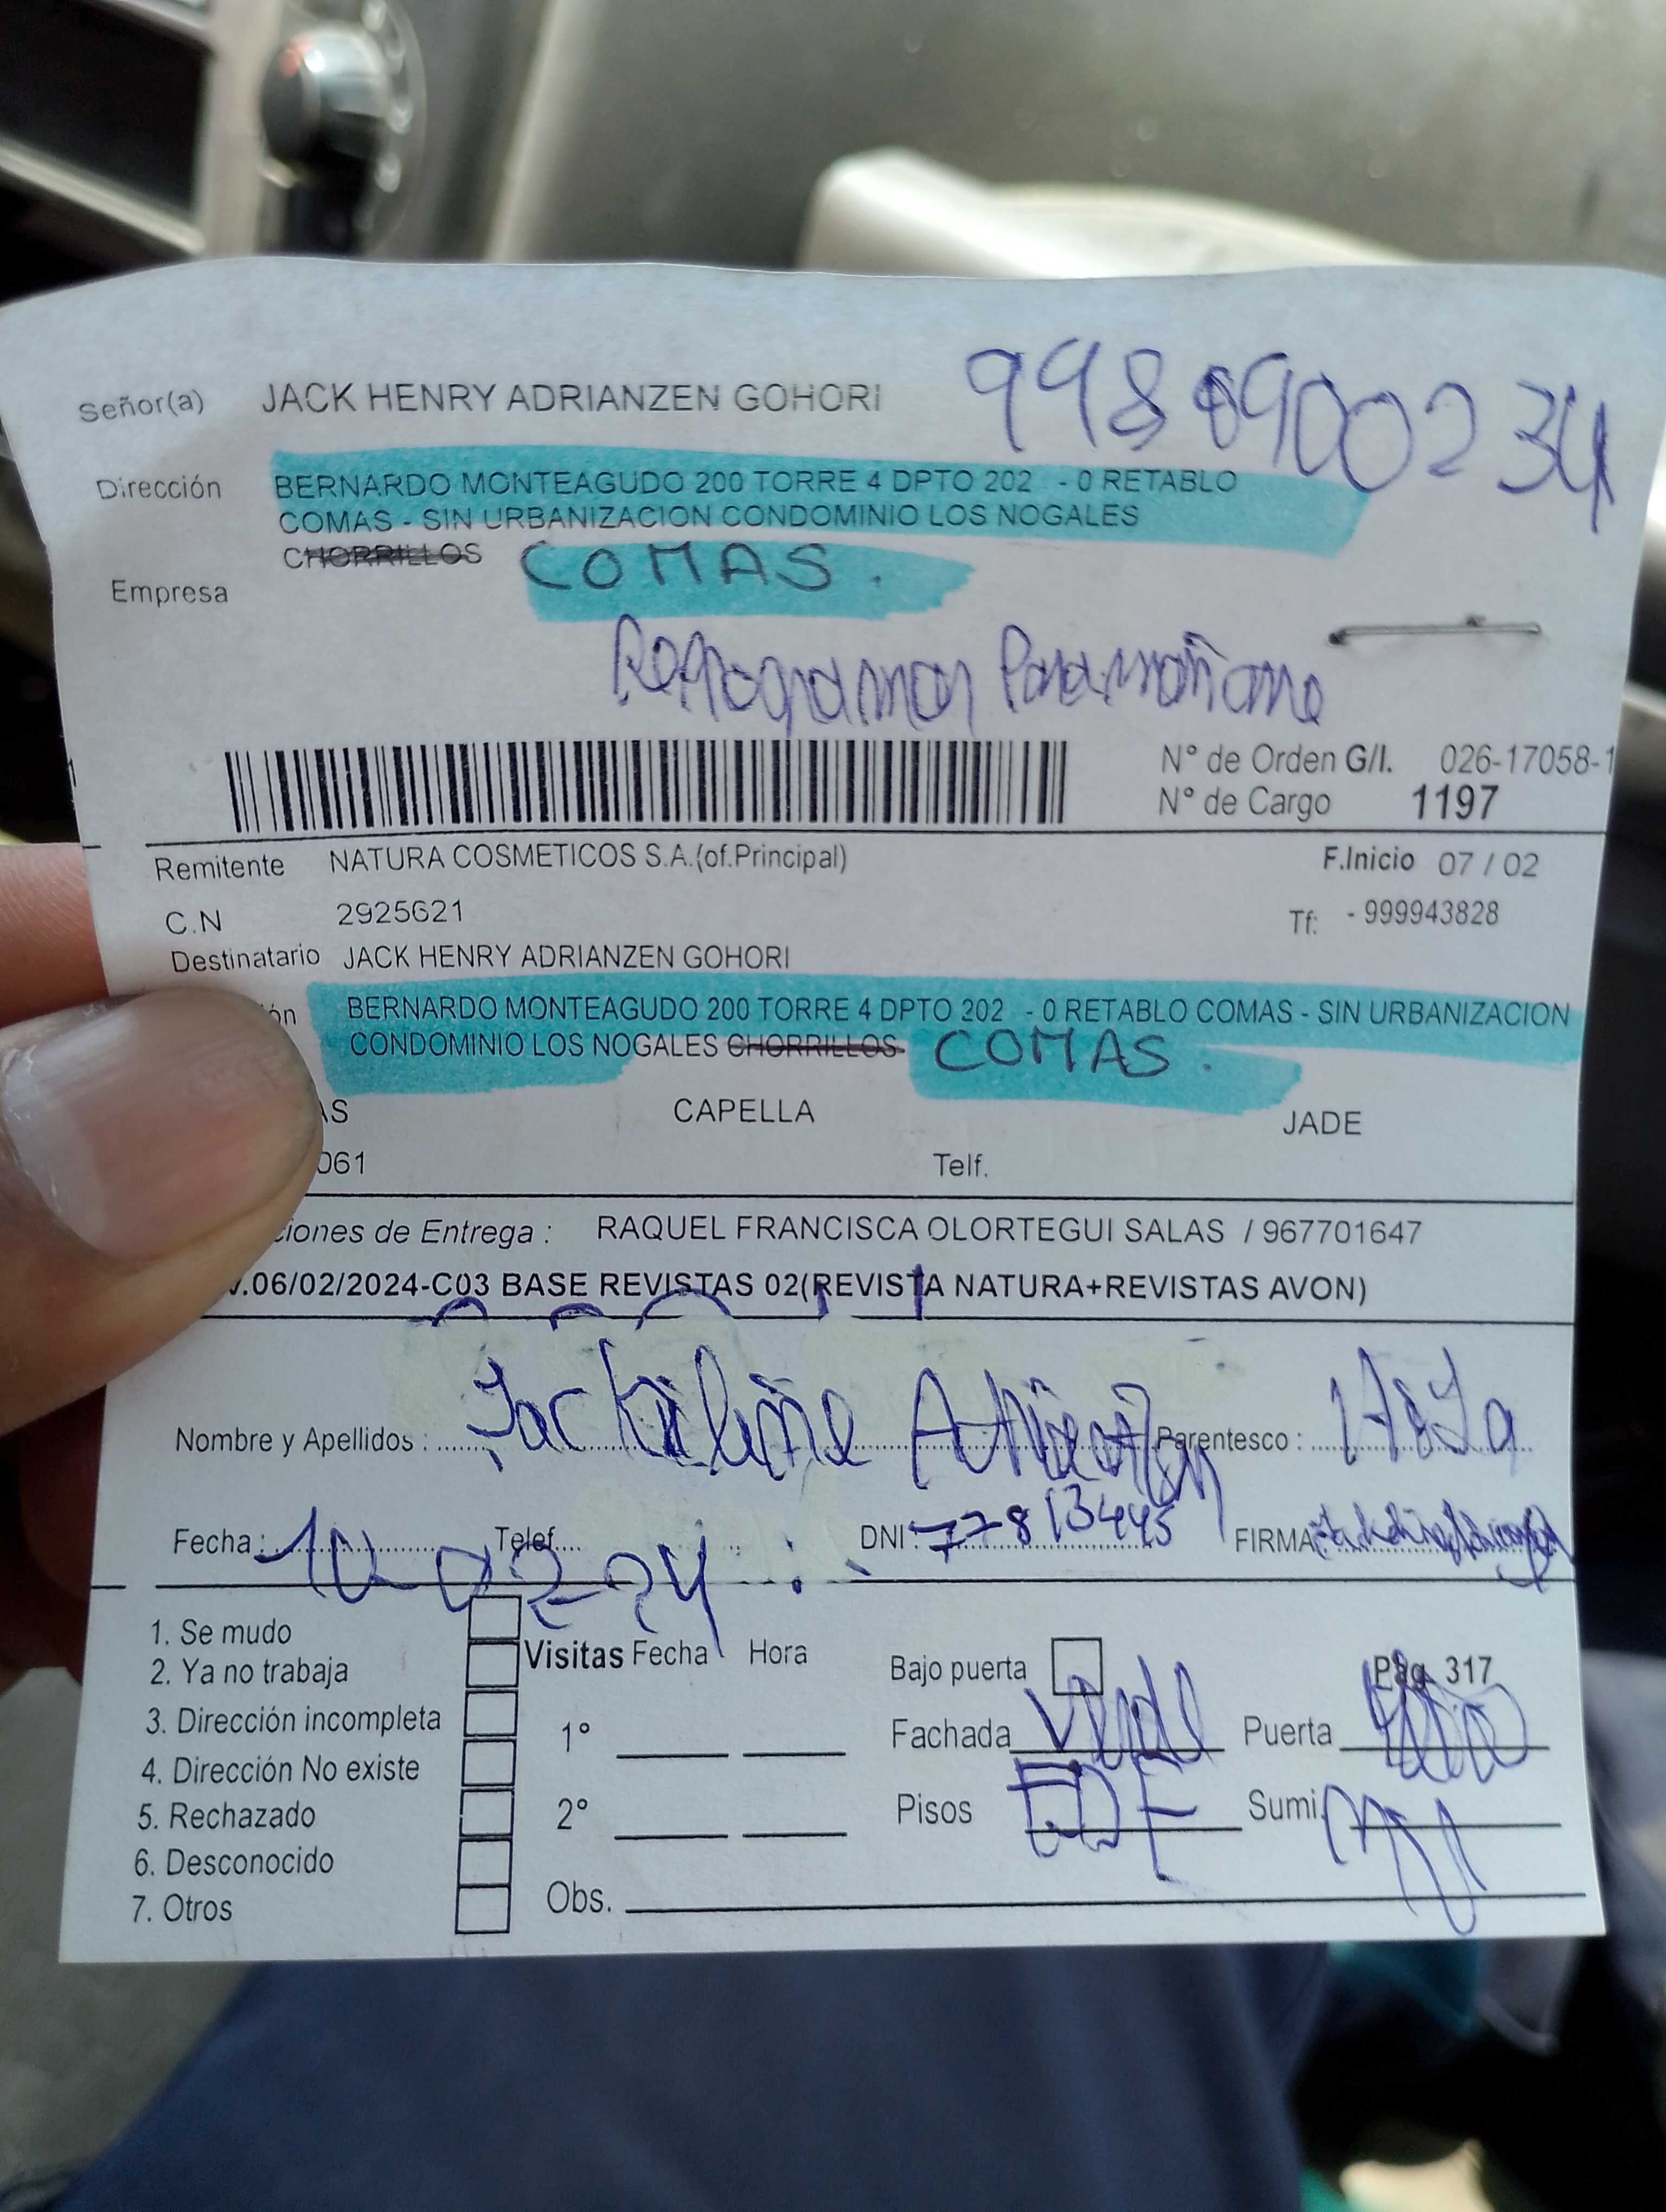 Señor(a) JACK HENRY ADRIANZEN GOHORI
Dirección BERNARDO MONTEAGUDO 200 TORRE 4 DPTO 202 - 0 RETABLO
COMAS - SIN URBANIZACION CONDOMINIO LOS NOGALES
CHORRILLOS COMAS.
Empresa
N° de Orden G/I. 026-17058-1
N° de Cargo 1197
Remitente NATURA COSMETICOS S.A.(of.Principal) F.Inicio 07 / 02
C.N 2925621 Tf: - 999943828
Destinatario JACK HENRY ADRIANZEN GOHORI
ón BERNARDO MONTEAGUDO 200 TORRE 4 DPTO 202 - 0 RETABLO COMAS - SIN URBANIZACION
CONDOMINIO LOS NOGALES CHORRILLOS COMAS.
AS CAPELLA JADE
061 Telf.
ciones de Entrega : RAQUEL FRANCISCA OLORTEGUI SALAS / 967701647
.06/02/2024-C03 BASE REVISTAS 02(REVISTA NATURA+REVISTAS AVON)
Nombre y Apellidos : Parentesco :
Fecha : 10-02-24 Telef. DNI : 77813445 FIRMA
1. Se mudo
2. Ya no trabaja
3. Dirección incompleta
4. Dirección No existe
5. Rechazado
6. Desconocido
7. Otros
Visitas Fecha Hora
1°
2°
Obs.
Bajo puerta Pág. 317
Fachada Verde Puerta
Pisos EDF Sumi.